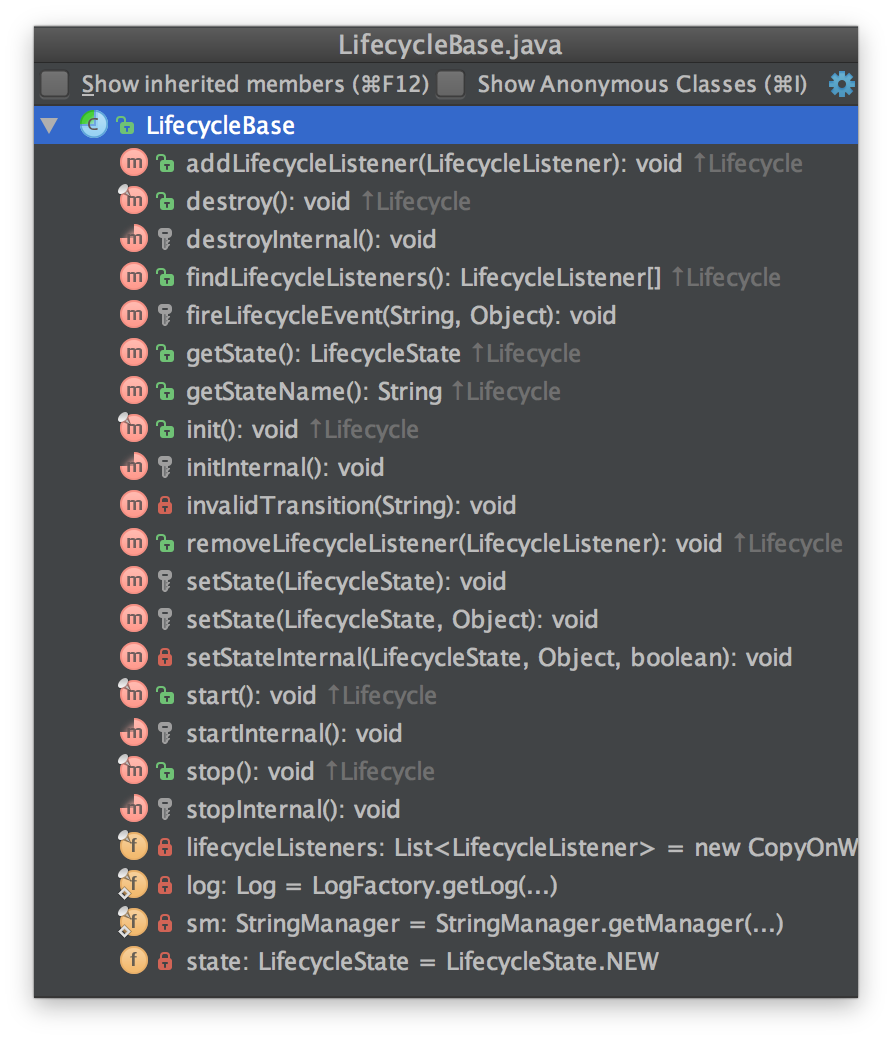 LifecycleBase.java
Show inherited members (⌘F12) Show Anonymous Classes (⌘I)
LifecycleBase
addLifecycleListener(LifecycleListener): void ↑Lifecycle
destroy(): void ↑Lifecycle
destroyInternal(): void
findLifecycleListeners(): LifecycleListener[] ↑Lifecycle
fireLifecycleEvent(String, Object): void
getState(): LifecycleState ↑Lifecycle
getStateName(): String ↑Lifecycle
init(): void ↑Lifecycle
initInternal(): void
invalidTransition(String): void
removeLifecycleListener(LifecycleListener): void ↑Lifecycle
setState(LifecycleState): void
setState(LifecycleState, Object): void
setStateInternal(LifecycleState, Object, boolean): void
start(): void ↑Lifecycle
startInternal(): void
stop(): void ↑Lifecycle
stopInternal(): void
lifecycleListeners: List<LifecycleListener> = new CopyOnW
log: Log = LogFactory.getLog(...)
sm: StringManager = StringManager.getManager(...)
state: LifecycleState = LifecycleState.NEW